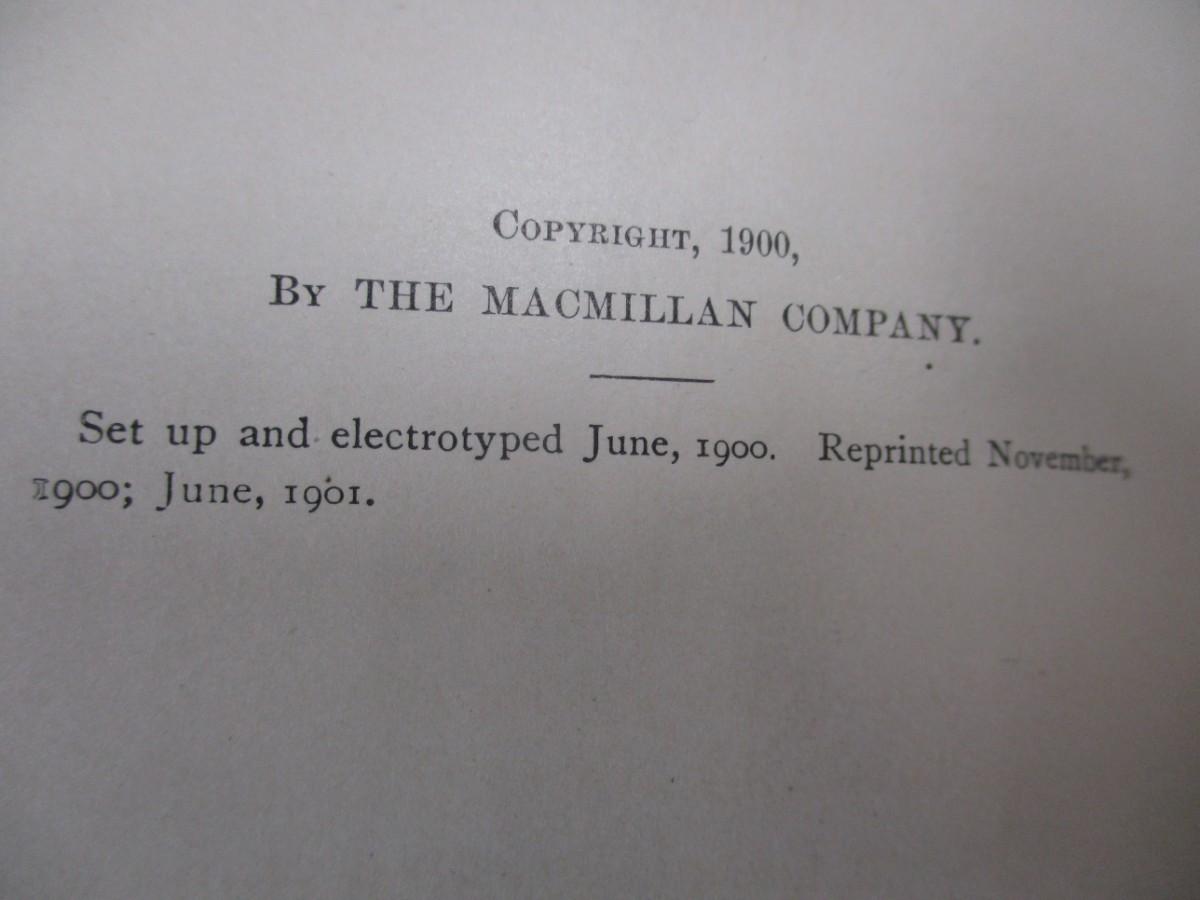 COPYRIGHT, 1900,
BY THE MACMILLAN COMPANY.
Set up and electrotyped June, 1900. Reprinted November,
1900; June, 1901.